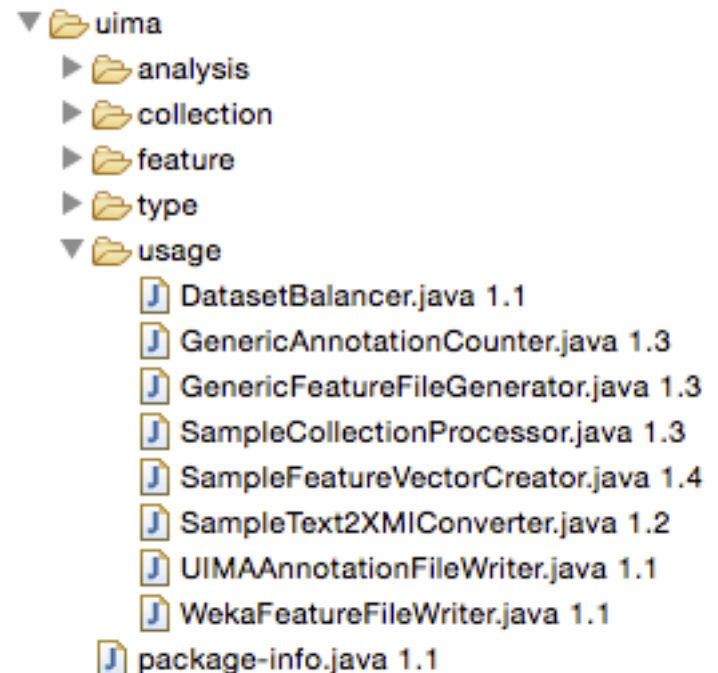 uima
analysis
collection
feature
type
usage
DatasetBalancer.java 1.1
GenericAnnotationCounter.java 1.3
GenericFeatureFileGenerator.java 1.3
SampleCollectionProcessor.java 1.3
SampleFeatureVectorCreator.java 1.4
SampleText2XMIConverter.java 1.2
UIMAAnnotationFileWriter.java 1.1
WekaFeatureFileWriter.java 1.1
package-info.java 1.1